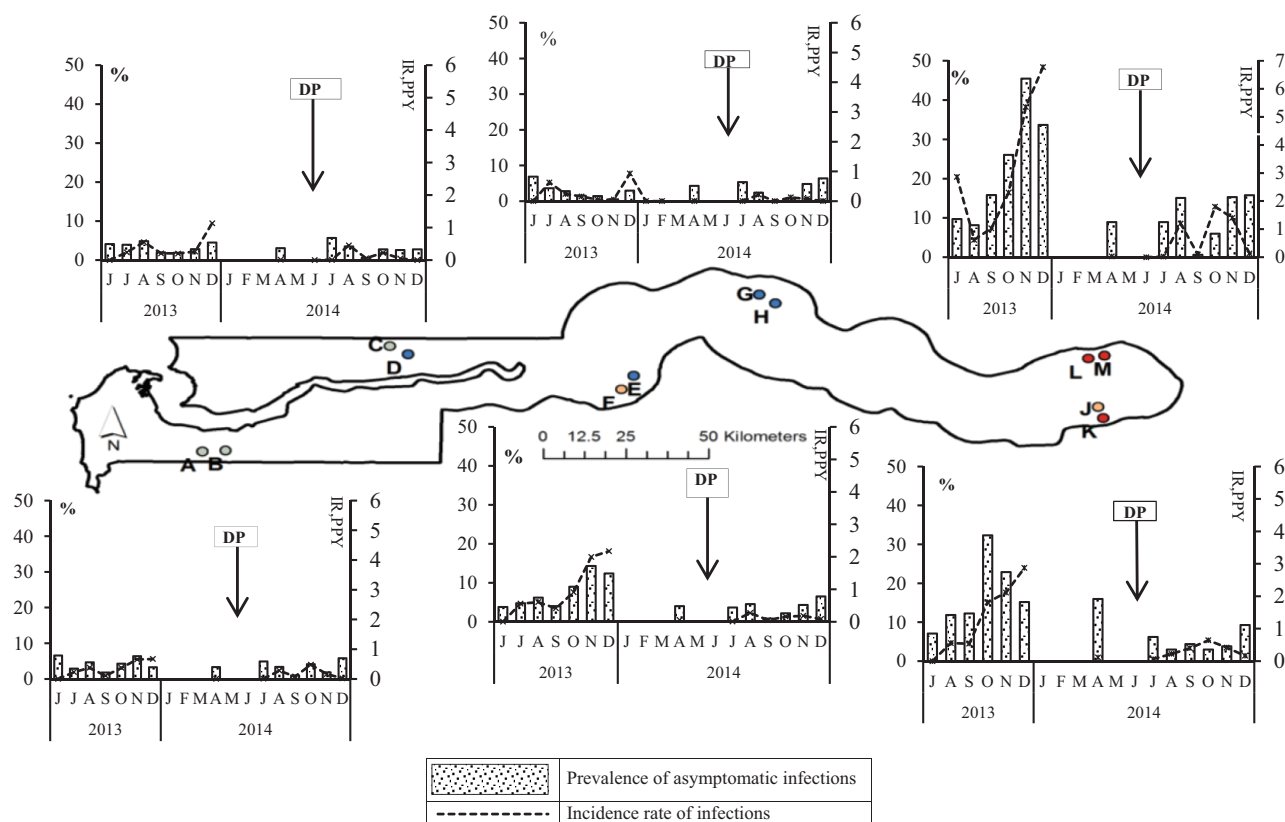 50 % 6
40 5
30 4
20 3
10 2
0 1
0
IR,PPY
DP
J J A S O N D J F M A M J J A S O N D
2013 2014
50 % 6
40 5
30 4
20 3
10 2
0 1
0
IR,PPY
DP
J J A S O N D J F M A M J J A S O N D
2013 2014
50 % 7
40 6
30 5
20 4
10 3
0 2
1
0
IR,PPY
DP
J J A S O N D J F M A M J J A S O N D
2013 2014
G
H
C
D
L M
E
F
J
K
N
A B
0 12.5 25 50 Kilometers
50 % 6
40 5
30 4
20 3
10 2
0 1
0
IR,PPY
DP
J J A S O N D J F M A M J J A S O N D
2013 2014
50 % 6
40 5
30 4
20 3
10 2
0 1
0
IR,PPY
DP
J J A S O N D J F M A M J J A S O N D
2013 2014
50 % 6
40 5
30 4
20 3
10 2
0 1
0
IR,PPY
DP
J J A S O N D J F M A M J J A S O N D
2013 2014
Prevalence of asymptomatic infections
Incidence rate of infections